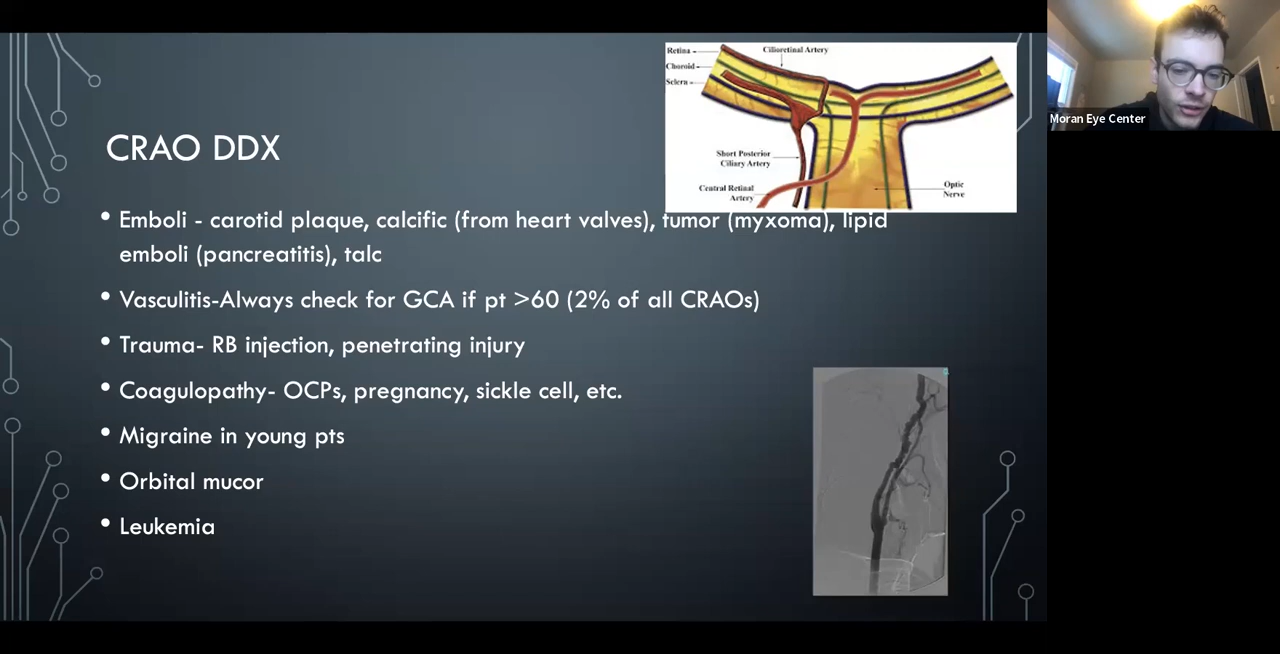 Retina
Cilioretinal Artery
Choroid
Sclera
Short Posterior
Ciliary Artery
Central Retinal
Artery
Optic
Nerve
Moran Eye Center
CRAO DDX
• Emboli - carotid plaque, calcific (from heart valves), tumor (myxoma), lipid
emboli (pancreatitis), talc
• Vasculitis-Always check for GCA if pt >60 (2% of all CRAOs)
• Trauma- RB injection, penetrating injury
• Coagulopathy- OCPs, pregnancy, sickle cell, etc.
• Migraine in young pts
• Orbital mucor
• Leukemia